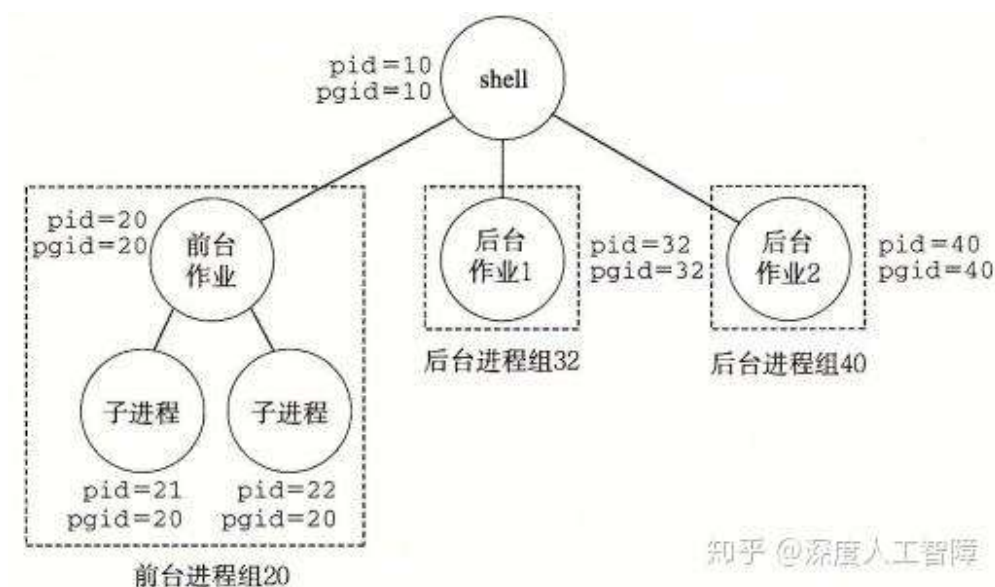 pid=10
pgid=10
shell
pid=20
pgid=20
前台
作业
后台
作业1
pid=32
pgid=32
后台
作业2
pid=40
pgid=40
后台进程组32
后台进程组40
子进程
子进程
pid=21
pgid=20
pid=22
pgid=20
前台进程组20
知乎 @深度人工智障